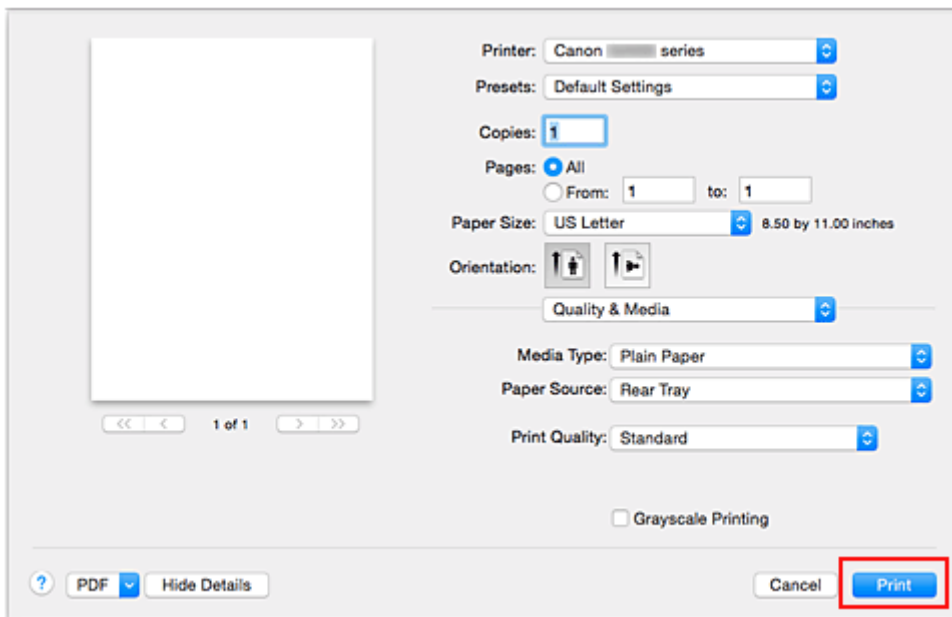 Printer: Canon series
Presets: Default Settings
Copies: 1
Pages: All
From: 1 to: 1
Paper Size: US Letter 8.50 by 11.00 inches
Orientation:
Quality & Media
Media Type: Plain Paper
Paper Source: Rear Tray
<< < 1 of 1 > >>
Print Quality: Standard
Grayscale Printing
? PDF Hide Details Cancel Print